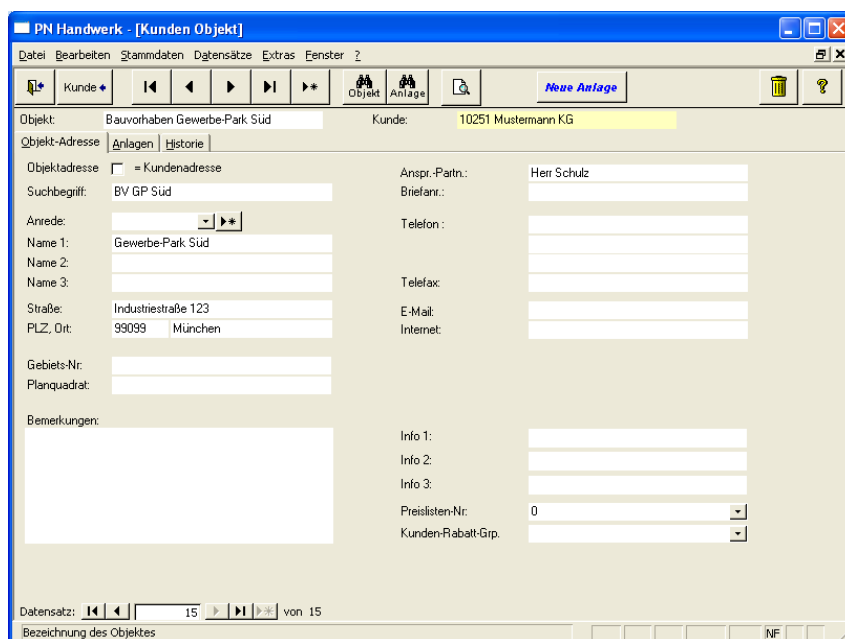 PN Handwerk - [Kunden Objekt]
Datei Bearbeiten Stammdaten Datensätze Extras Fenster ?
Kunde Objekt Anlage Neue Anlage ?
Objekt: Bauvorhaben Gewerbe-Park Süd Kunde: 10251 Mustermann KG
Objekt-Adresse Anlagen Historie
Objektadresse = Kundenadresse Anspr.-Partn.: Herr Schulz
Suchbegriff: BV GP Süd Briefanr.:
Anrede: Telefon :
Name 1: Gewerbe-Park Süd
Name 2:
Name 3: Telefax:
Straße: Industriestraße 123 E-Mail:
PLZ, Ort: 99099 München Internet:
Gebiets-Nr:
Planquadrat:
Bemerkungen:
Info 1:
Info 2:
Info 3:
Preislisten-Nr: 0
Kunden-Rabatt-Grp.
Datensatz: 15 von 15
Bezeichnung des Objektes NF